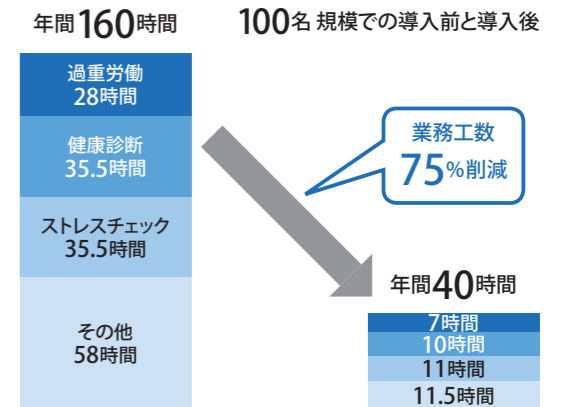 年間160時間
100名 規模での導入前と導入後
過重労働
28時間
健康診断
35.5時間
ストレスチェック
35.5時間
その他
58時間
業務工数
75%削減
年間40時間
7時間
10時間
11時間
11.5時間